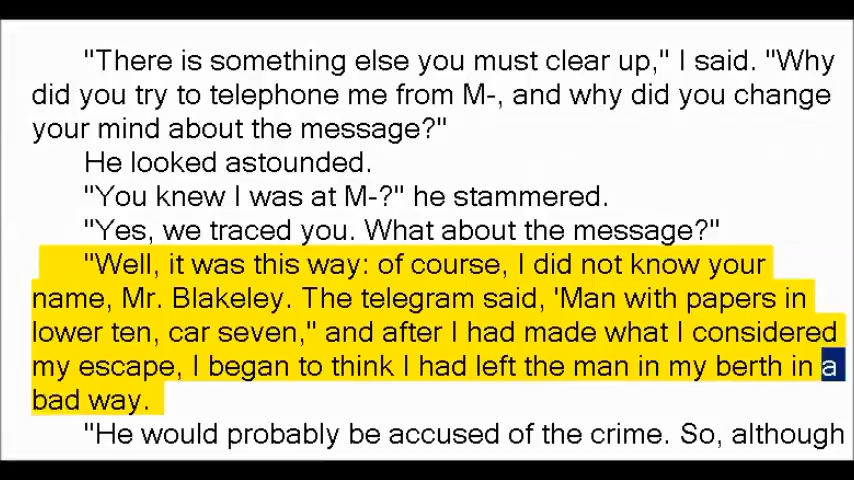 "There is something else you must clear up," I said. "Why
did you try to telephone me from M-, and why did you change
your mind about the message?"
He looked astounded.
"You knew I was at M-?" he stammered.
"Yes, we traced you. What about the message?"
"Well, it was this way: of course, I did not know your
name, Mr. Blakeley. The telegram said, 'Man with papers in
lower ten, car seven,'' and after I had made what I considered
my escape, I began to think I had left the man in my berth in a
bad way.
"He would probably be accused of the crime. So, although